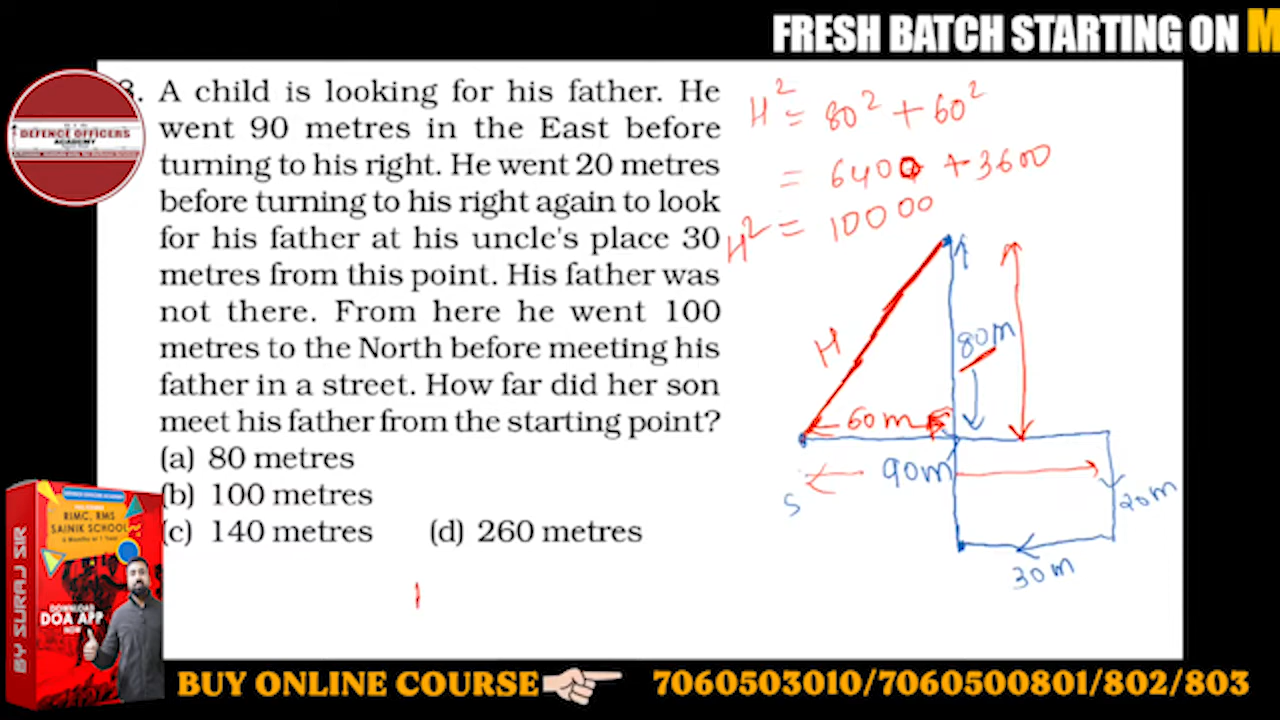 FRESH BATCH STARTING ON M
DEFENCE OFFICERS
ACADEMY
3. A child is looking for his father. He
went 90 metres in the East before
turning to his right. He went 20 metres
before turning to his right again to look
for his father at his uncle's place 30
metres from this point. His father was
not there. From here he went 100
metres to the North before meeting his
father in a street. How far did her son
meet his father from the starting point?
(a) 80 metres
(b) 100 metres
(c) 140 metres (d) 260 metres
H² = 80² + 60²
= 6400 + 3600
H² = 10000
H
80m
60m
90m
S
20m
30m
DEFENCE OFFICERS ACADEMY
RIMC, RMS
SAINIK SCHOOL
BY SURAJ SIR
DOWNLOAD
DOA APP
NOW
BUY ONLINE COURSE 7060503010/7060500801/802/803